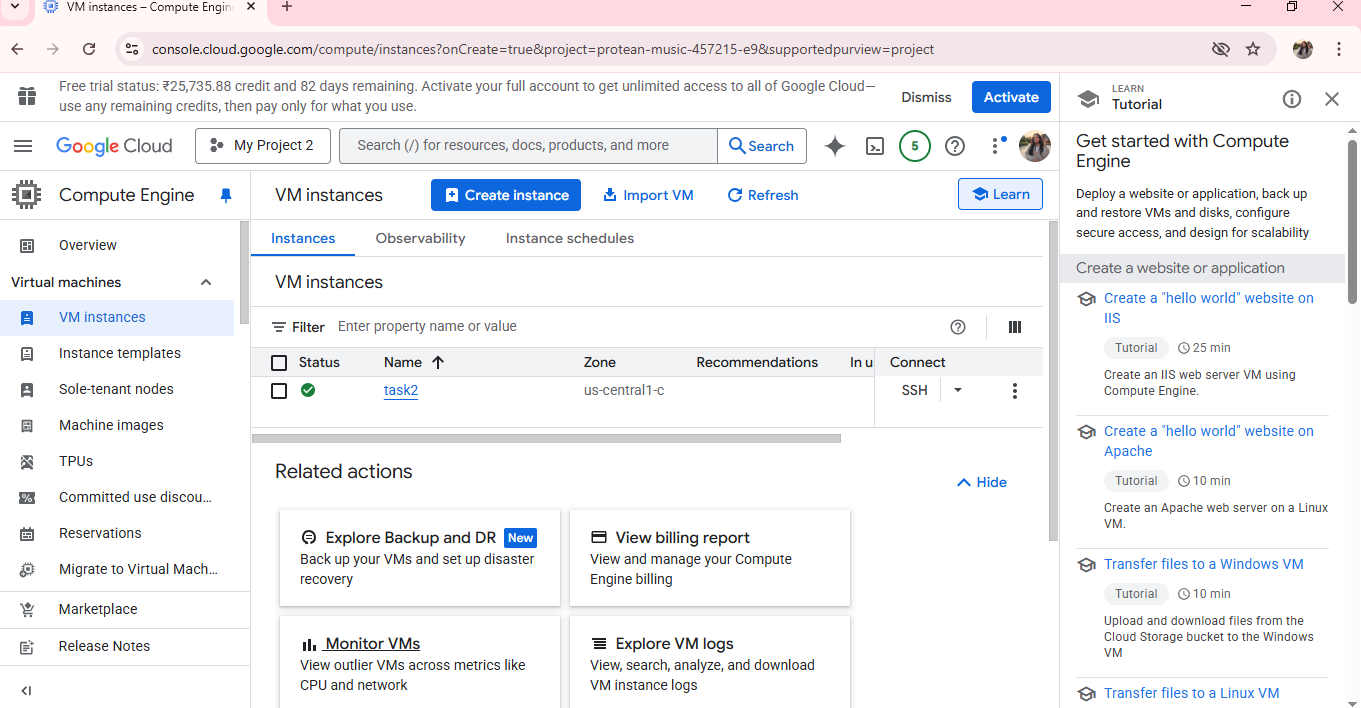 VM instances – Compute Engin
console.cloud.google.com/compute/instances?onCreate=true&project=protean-music-457215-e9&supportedpurview=project
Free trial status: ₹25,735.88 credit and 82 days remaining. Activate your full account to get unlimited access to all of Google Cloud—
use any remaining credits, then pay only for what you use.
Dismiss
Activate
Google Cloud
My Project 2
Search (/) for resources, docs, products, and more
Search
5
Compute Engine
VM instances
Create instance
Import VM
Refresh
Learn
Overview
Virtual machines
VM instances
Instance templates
Sole-tenant nodes
Machine images
TPUs
Committed use discou...
Reservations
Migrate to Virtual Mach...
Marketplace
Release Notes
Instances
Observability
Instance schedules
VM instances
Filter
Enter property name or value
Status
Name
Zone
Recommendations
In u
Connect
task2
us-central1-c
SSH
Related actions
Hide
Explore Backup and DR
New
Back up your VMs and set up disaster
recovery
View billing report
View and manage your Compute
Engine billing
Monitor VMs
View outlier VMs across metrics like
CPU and network
Explore VM logs
View, search, analyze, and download
VM instance logs
LEARN
Tutorial
Get started with Compute
Engine
Deploy a website or application, back up
and restore VMs and disks, configure
secure access, and design for scalability
Create a website or application
Create a "hello world" website on
IIS
Tutorial
25 min
Create an IIS web server VM using
Compute Engine.
Create a "hello world" website on
Apache
Tutorial
10 min
Create an Apache web server on a Linux
VM.
Transfer files to a Windows VM
Tutorial
10 min
Upload and download files from the
Cloud Storage bucket to the Windows
VM
Transfer files to a Linux VM